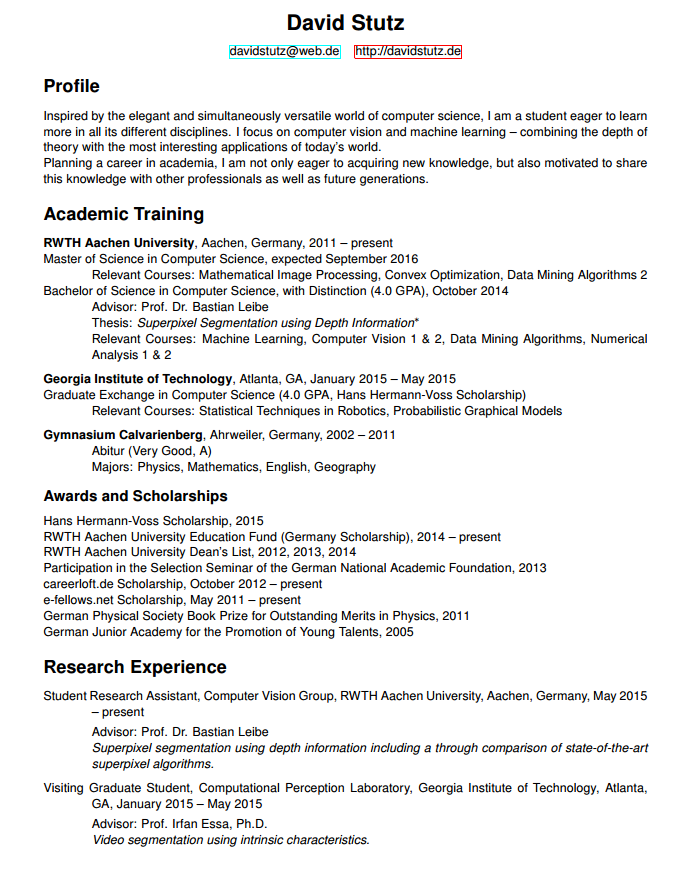 David Stutz
davidstutz@web.de http://davidstutz.de
Profile
Inspired by the elegant and simultaneously versatile world of computer science, I am a student eager to learn
more in all its different disciplines. I focus on computer vision and machine learning – combining the depth of
theory with the most interesting applications of today's world.
Planning a career in academia, I am not only eager to acquiring new knowledge, but also motivated to share
this knowledge with other professionals as well as future generations.
Academic Training
RWTH Aachen University, Aachen, Germany, 2011 – present
Master of Science in Computer Science, expected September 2016
Relevant Courses: Mathematical Image Processing, Convex Optimization, Data Mining Algorithms 2
Bachelor of Science in Computer Science, with Distinction (4.0 GPA), October 2014
Advisor: Prof. Dr. Bastian Leibe
Thesis: Superpixel Segmentation using Depth Information*
Relevant Courses: Machine Learning, Computer Vision 1 & 2, Data Mining Algorithms, Numerical
Analysis 1 & 2
Georgia Institute of Technology, Atlanta, GA, January 2015 – May 2015
Graduate Exchange in Computer Science (4.0 GPA, Hans Hermann-Voss Scholarship)
Relevant Courses: Statistical Techniques in Robotics, Probabilistic Graphical Models
Gymnasium Calvarienberg, Ahrweiler, Germany, 2002 – 2011
Abitur (Very Good, A)
Majors: Physics, Mathematics, English, Geography
Awards and Scholarships
Hans Hermann-Voss Scholarship, 2015
RWTH Aachen University Education Fund (Germany Scholarship), 2014 – present
RWTH Aachen University Dean's List, 2012, 2013, 2014
Participation in the Selection Seminar of the German National Academic Foundation, 2013
careerloft.de Scholarship, October 2012 – present
e-fellows.net Scholarship, May 2011 – present
German Physical Society Book Prize for Outstanding Merits in Physics, 2011
German Junior Academy for the Promotion of Young Talents, 2005
Research Experience
Student Research Assistant, Computer Vision Group, RWTH Aachen University, Aachen, Germany, May 2015
– present
Advisor: Prof. Dr. Bastian Leibe
Superpixel segmentation using depth information including a through comparison of state-of-the-art
superpixel algorithms.
Visiting Graduate Student, Computational Perception Laboratory, Georgia Institute of Technology, Atlanta,
GA, January 2015 – May 2015
Advisor: Prof. Irfan Essa, Ph.D.
Video segmentation using intrinsic characteristics.